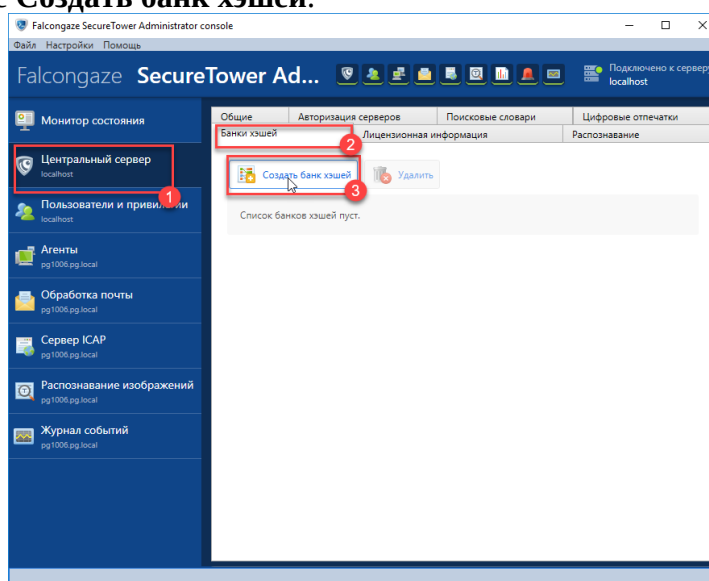 е Создать банк хэшей.
Falcongaze SecureTower Administrator console
Файл Настройки Помощь
Falcongaze SecureTower Ad...
Подключено к серверу
localhost
Монитор состояния
Центральный сервер
localhost
1
Пользователи и
localhost
Агенты
pg1006.pg.local
Обработка почты
pg1006.pg.local
Сервер ICAP
pg1006.pg.local
Распознавание изображений
pg1006.pg.local
Журнал событий
pg1006.pg.local
Общие Авторизация серверов Поисковые словари Цифровые отпечатки
Банки хэшей Лицензионная информация Распознавание
2
Создать банк хэшей Удалить
3
Список банков хэшей пуст.